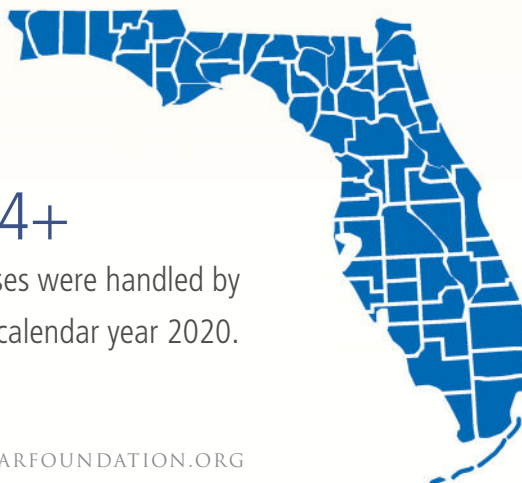 4+
ses were handled by
calendar year 2020.
ARFOUNDATION.ORG